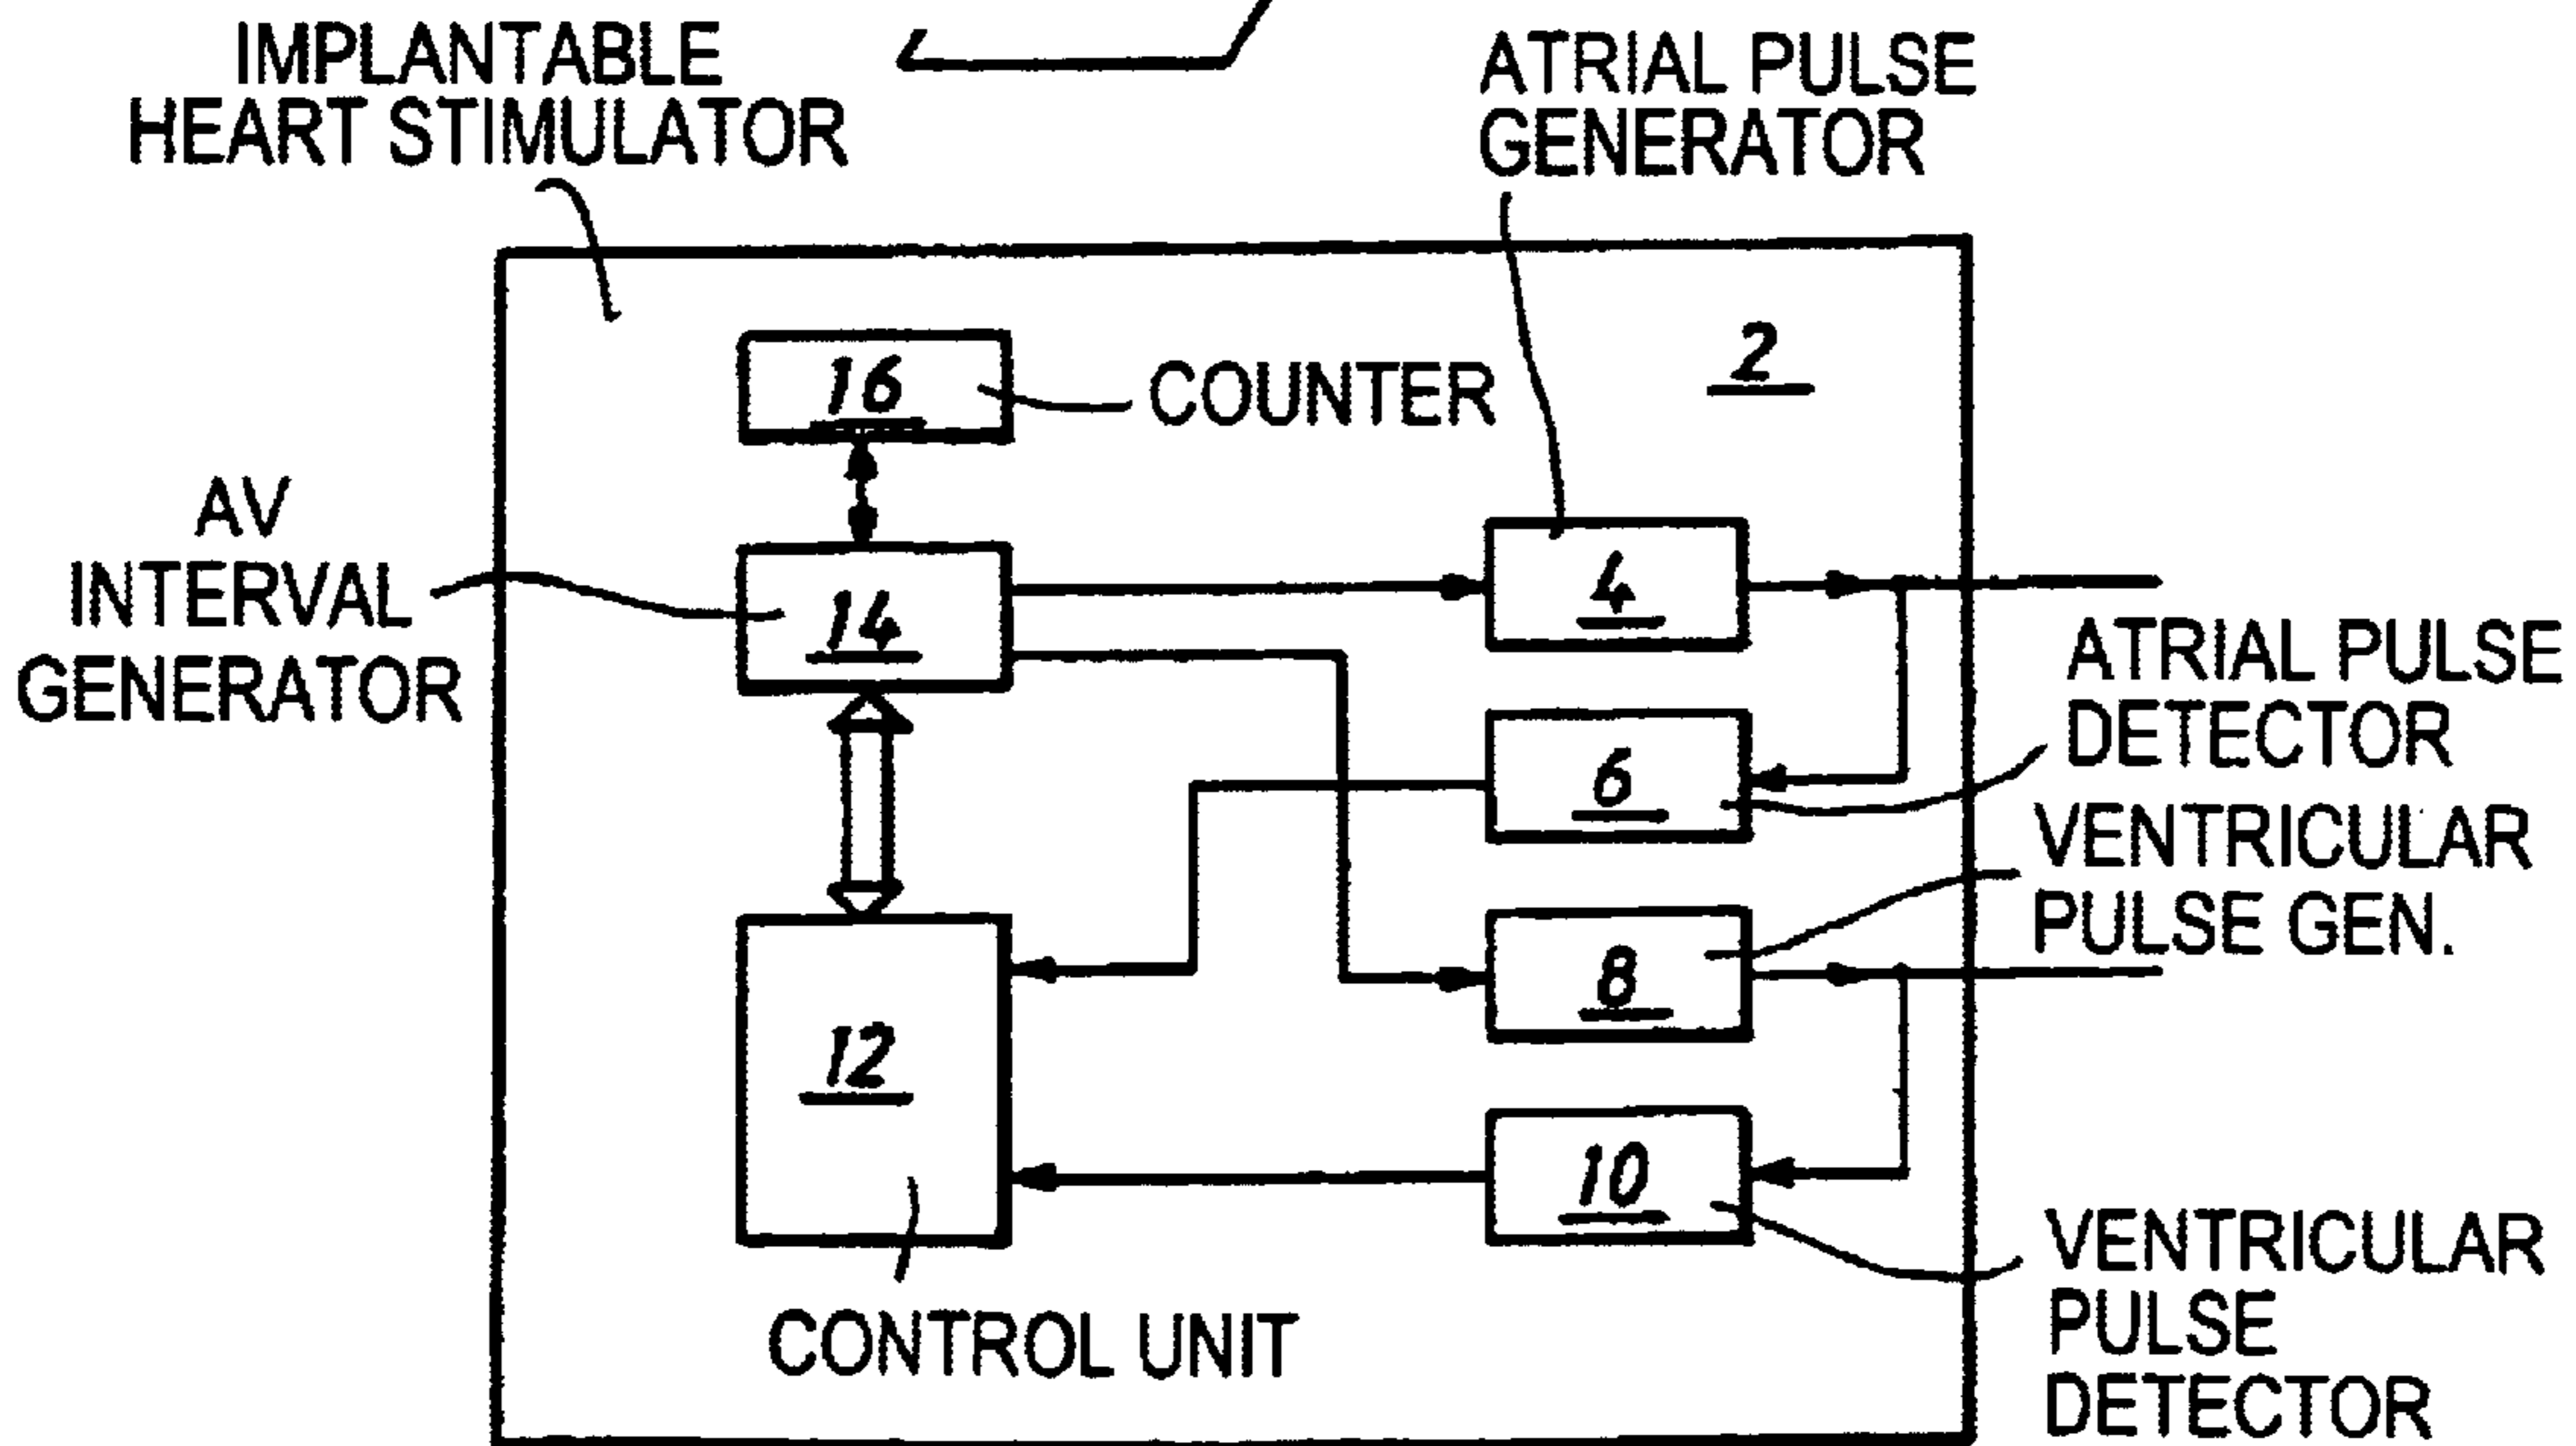 IMPLANTABLE
HEART STIMULATOR
ATRIAL PULSE
GENERATOR
2
16
COUNTER
AV
INTERVAL
GENERATOR
14
4
ATRIAL PULSE
DETECTOR
6
VENTRICULAR
PULSE GEN.
8
12
10
VENTRICULAR
PULSE
DETECTOR
CONTROL UNIT